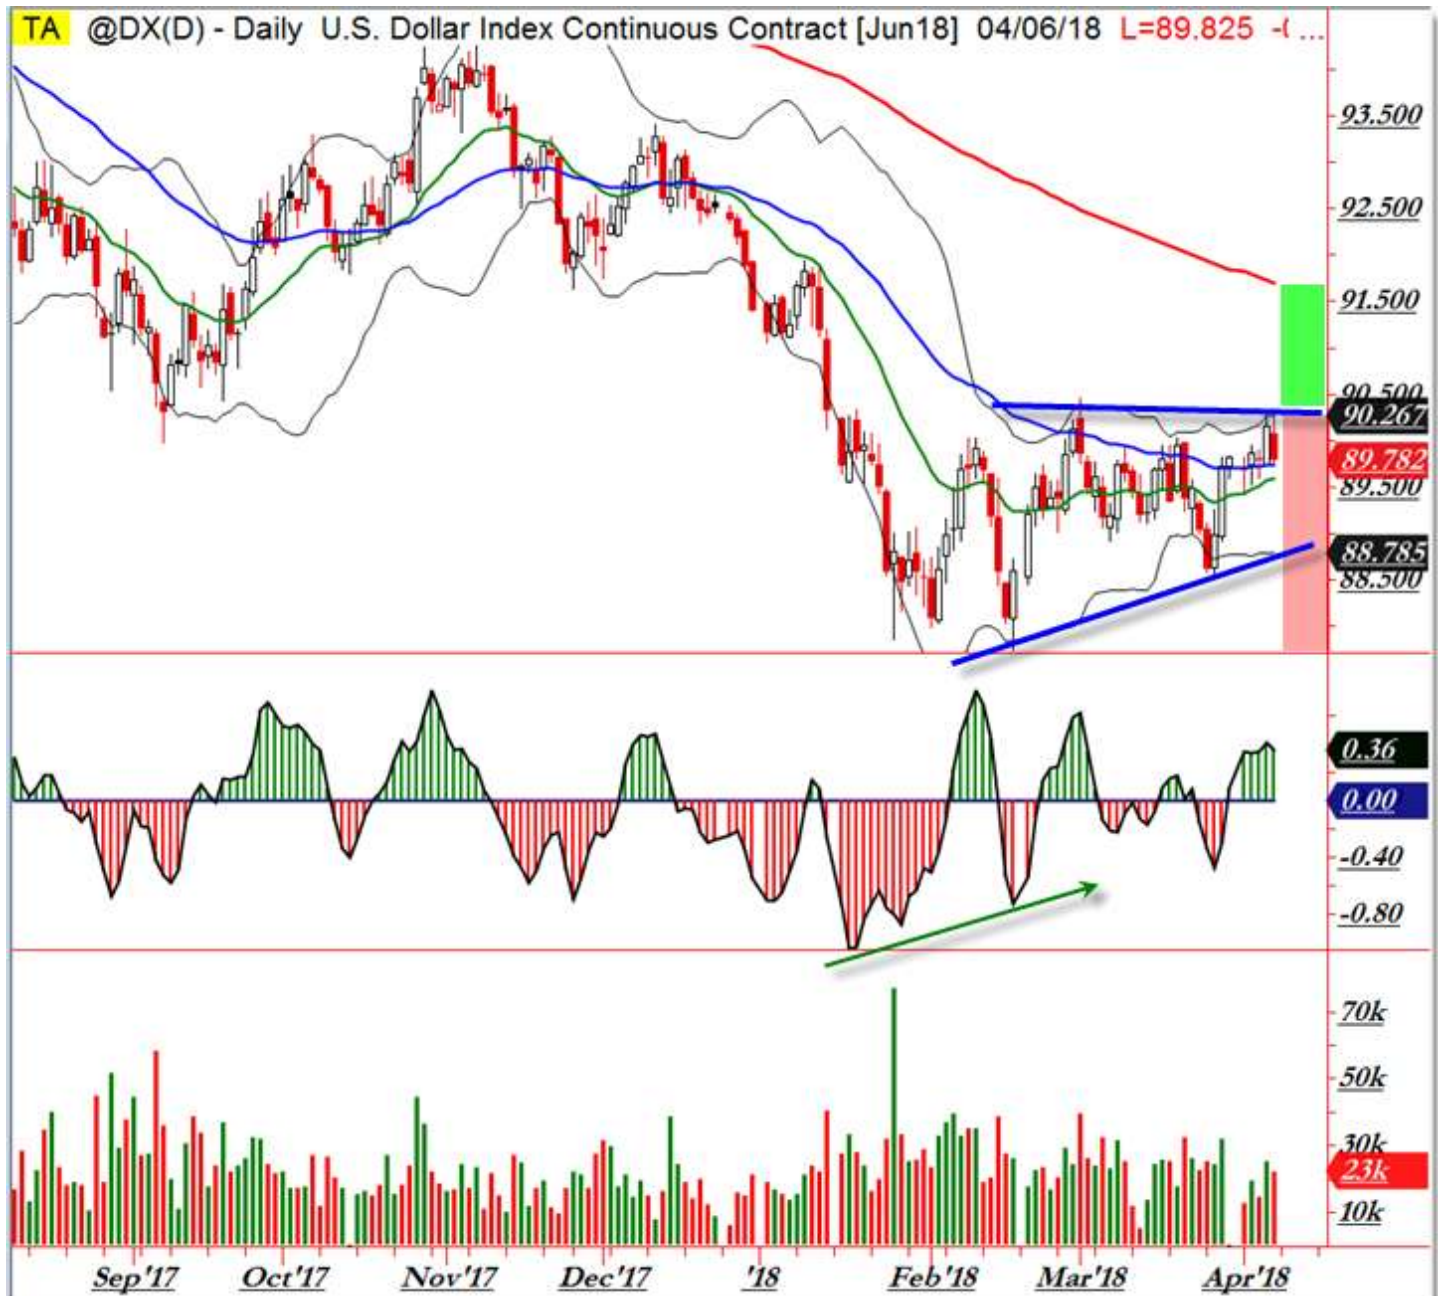 TA @DX(D) - Daily U.S. Dollar Index Continuous Contract [Jun18] 04/06/18 L=89.825 -( ...
93.500
92.500
91.500
90.500
90.267
89.782
89.500
88.785
88.500
0.36
0.00
-0.40
-0.80
70k
50k
30k
23k
10k
Sep'17 Oct'17 Nov'17 Dec'17 '18 Feb'18 Mar'18 Apr'18